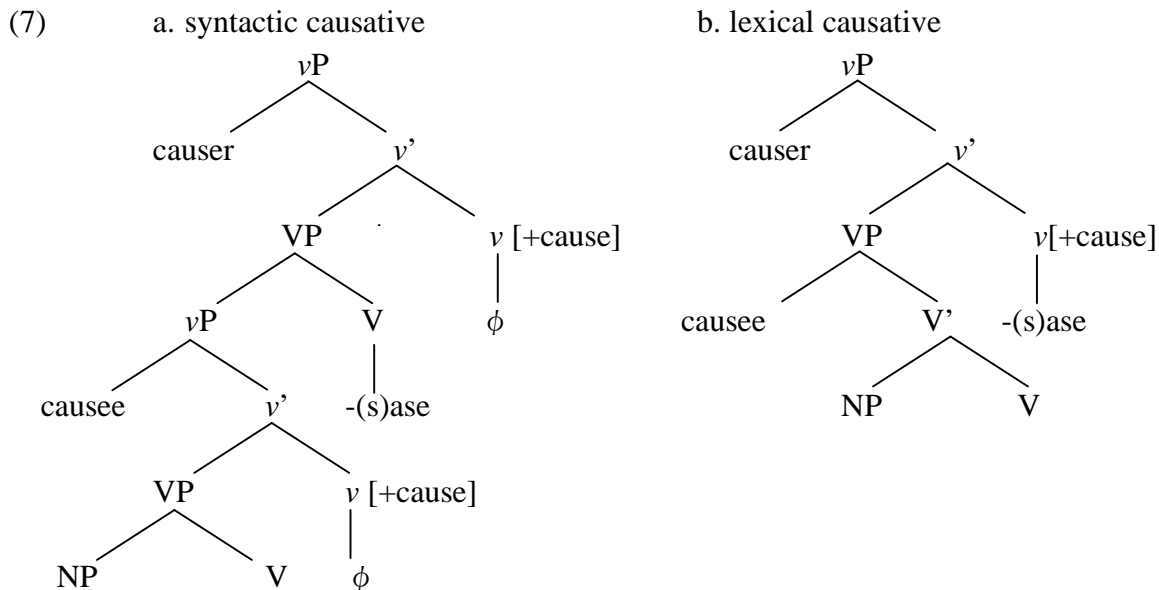 (7) a. syntactic causative b. lexical causative
vP vP
causer v’ causer v’
VP v [+cause] VP v[+cause]
vP V ϕ causee V’ -(s)ase
causee v’ -(s)ase NP V
VP v [+cause]
NP V ϕ